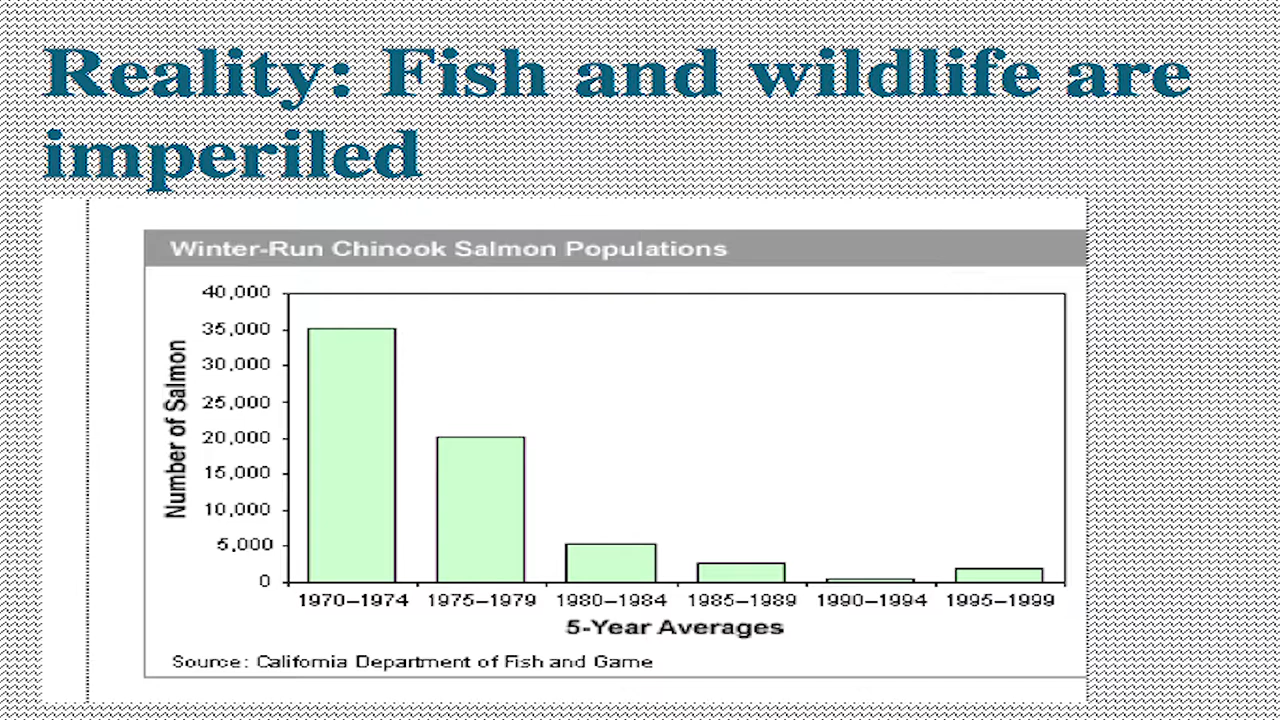 Reality: Fish and wildlife are
imperiled
Winter-Run Chinook Salmon Populations
40,000
35,000
30,000
25,000
20,000
15,000
10,000
5,000
0
Number of Salmon
1970–1974 1975–1979 1980–1984 1985–1989 1990–1994 1995–1999
5-Year Averages
Source: California Department of Fish and Game